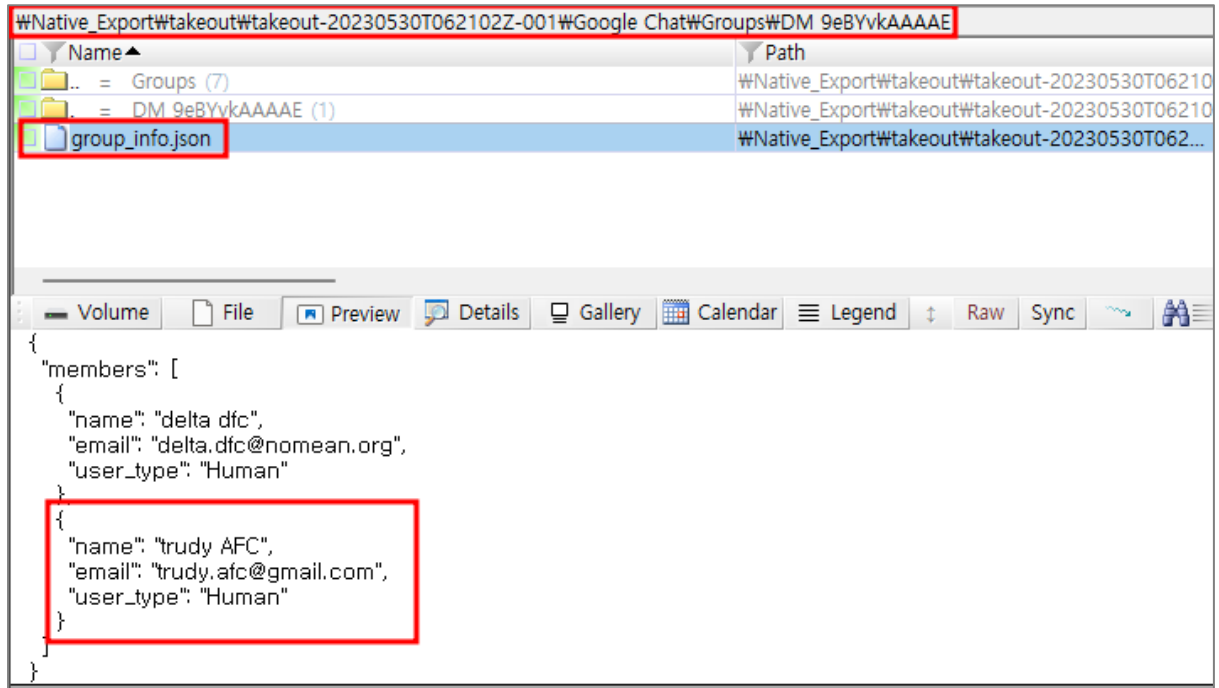 ₩Native_Export₩takeout₩takeout-20230530T062102Z-001₩Google Chat₩Groups₩DM 9eBYvkAAAAE
Name Path
.. = Groups (7) ₩Native_Export₩takeout₩takeout-20230530T06210
. = DM 9eBYvkAAAAE (1) ₩Native_Export₩takeout₩takeout-20230530T06210
group_info.json ₩Native_Export₩takeout₩takeout-20230530T062...
Volume File Preview Details Gallery Calendar Legend Raw Sync
{
"members": [
{
"name": "delta dfc",
"email": "delta.dfc@nomean.org",
"user_type": "Human"
},
{
"name": "trudy AFC",
"email": "trudy.afc@gmail.com",
"user_type": "Human"
}
]
}